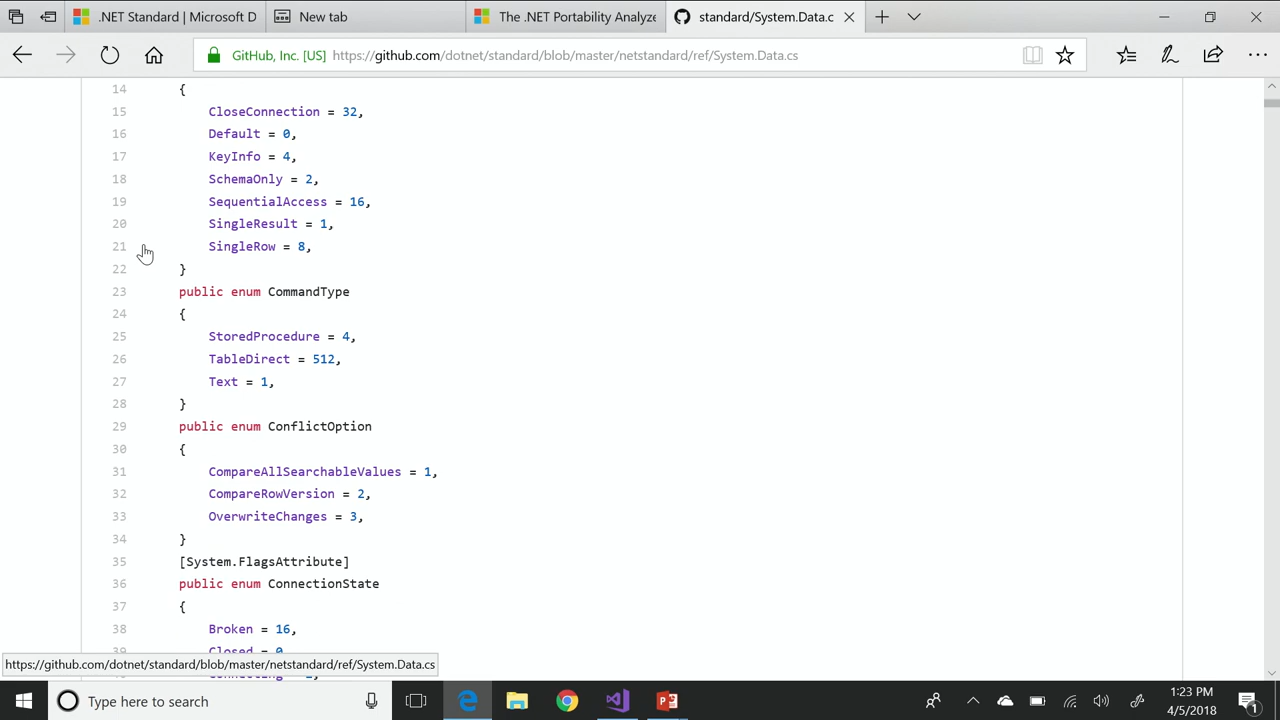 .NET Standard | Microsoft D
New tab
The .NET Portability Analyze
standard/System.Data.c
GitHub, Inc. [US] https://github.com/dotnet/standard/blob/master/netstandard/ref/System.Data.cs
14 {
15 CloseConnection = 32,
16 Default = 0,
17 KeyInfo = 4,
18 SchemaOnly = 2,
19 SequentialAccess = 16,
20 SingleResult = 1,
21 SingleRow = 8,
22 }
23 public enum CommandType
24 {
25 StoredProcedure = 4,
26 TableDirect = 512,
27 Text = 1,
28 }
29 public enum ConflictOption
30 {
31 CompareAllSearchableValues = 1,
32 CompareRowVersion = 2,
33 OverwriteChanges = 3,
34 }
35 [System.FlagsAttribute]
36 public enum ConnectionState
37 {
38 Broken = 16,
39 Closed = 0
https://github.com/dotnet/standard/blob/master/netstandard/ref/System.Data.cs
Type here to search
1:23 PM
4/5/2018
1